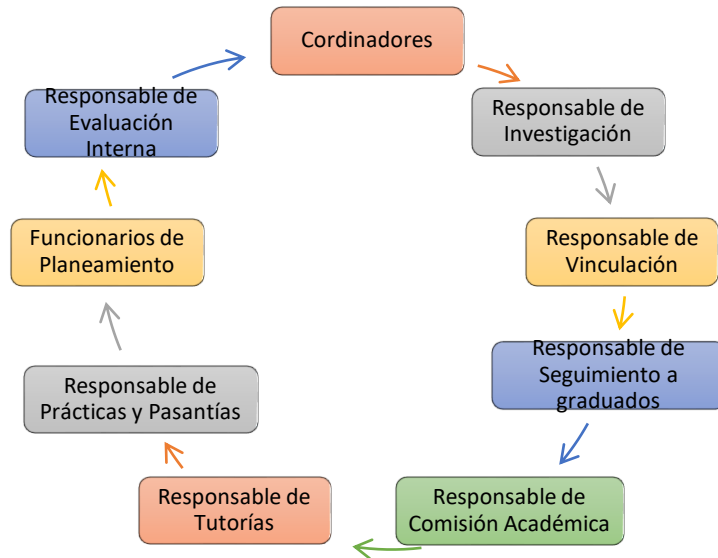 Cordinadores
Responsable de
Investigación
Responsable de
Vinculación
Responsable de
Seguimiento a
graduados
Responsable de
Comisión Académica
Responsable de
Tutorías
Responsable de
Prácticas y Pasantías
Funcionarios de
Planeamiento
Responsable de
Evaluación
Interna